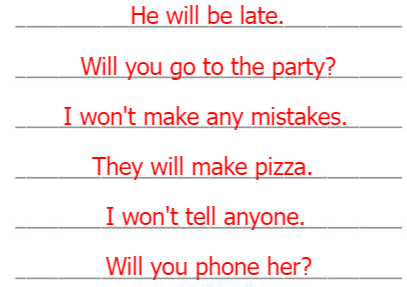 He will be late.
Will you go to the party?
I won't make any mistakes.
They will make pizza.
I won't tell anyone.
Will you phone her?